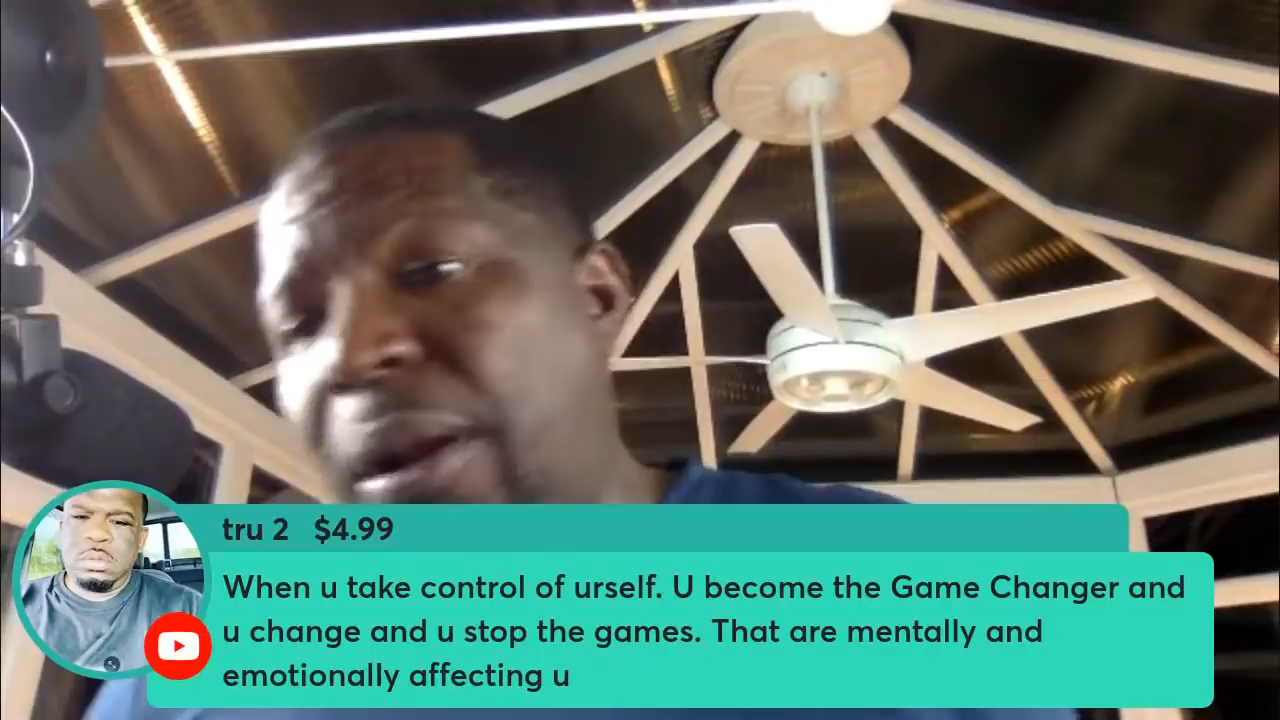 tru 2 $4.99
When u take control of urself. U become the Game Changer and
u change and u stop the games. That are mentally and
emotionally affecting u